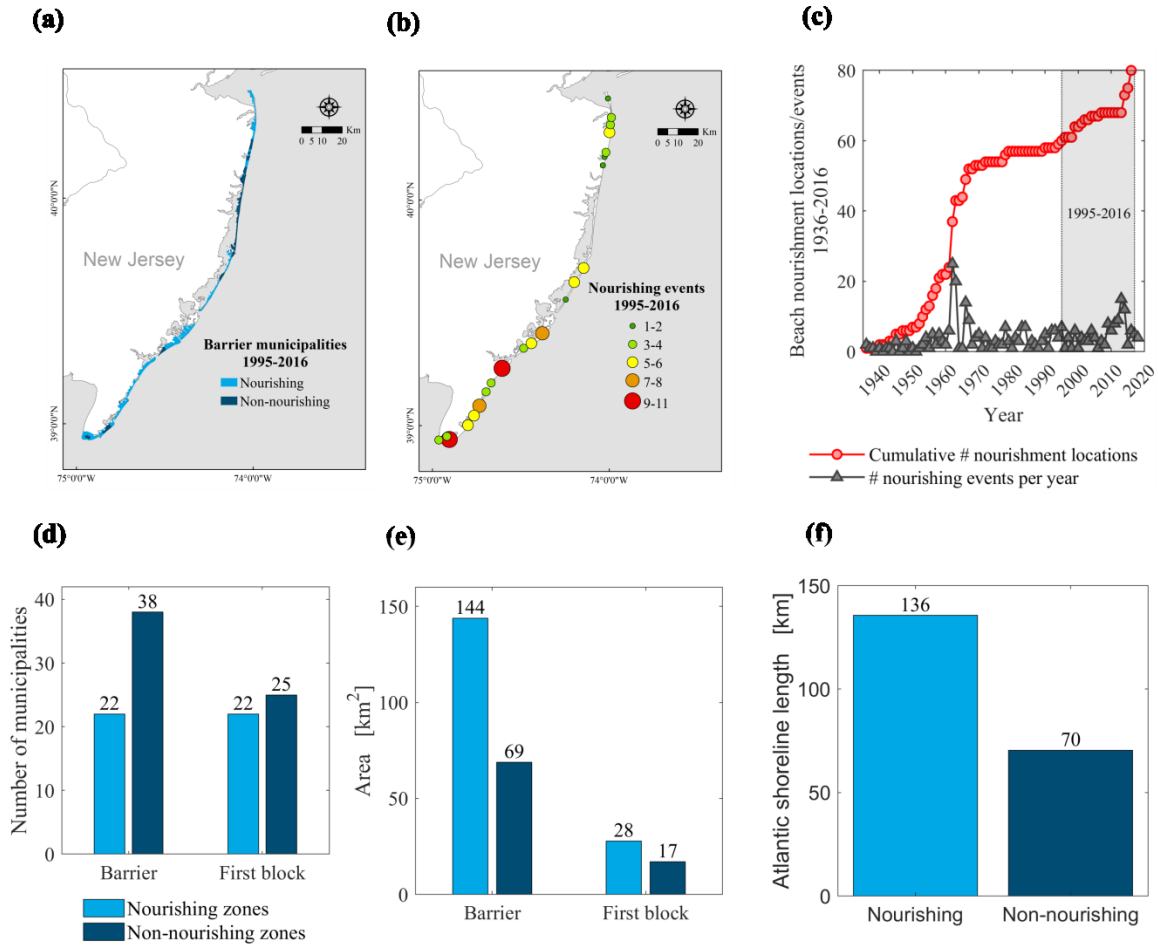 (a)
40°0'0"N
39°0'0"N
75°0'0"W
74°0'0"W
New Jersey
0 5 10 20 Km
Barrier municipalities
1995-2016
Nourishing
Non-nourishing
(b)
40°0'0"N
39°0'0"N
75°0'0"W
74°0'0"W
New Jersey
0 5 10 20 Km
Nourishing events
1995-2016
1-2
3-4
5-6
7-8
9-11
(c)
Beach nourishment locations/events
1936-2016
80
60
40
20
0
1995-2016
1940 1950 1960 1970 1980 1990 2000 2010 2020
Year
Cumulative # nourishment locations
# nourishing events per year
(d)
Number of municipalities
40
30
20
10
0
22 38 22 25
Barrier First block
Nourishing zones
Non-nourishing zones
(e)
Area [km²]
150
100
50
0
144 69 28 17
Barrier First block
(f)
Atlantic shoreline length [km]
150
100
50
0
136 70
Nourishing Non-nourishing